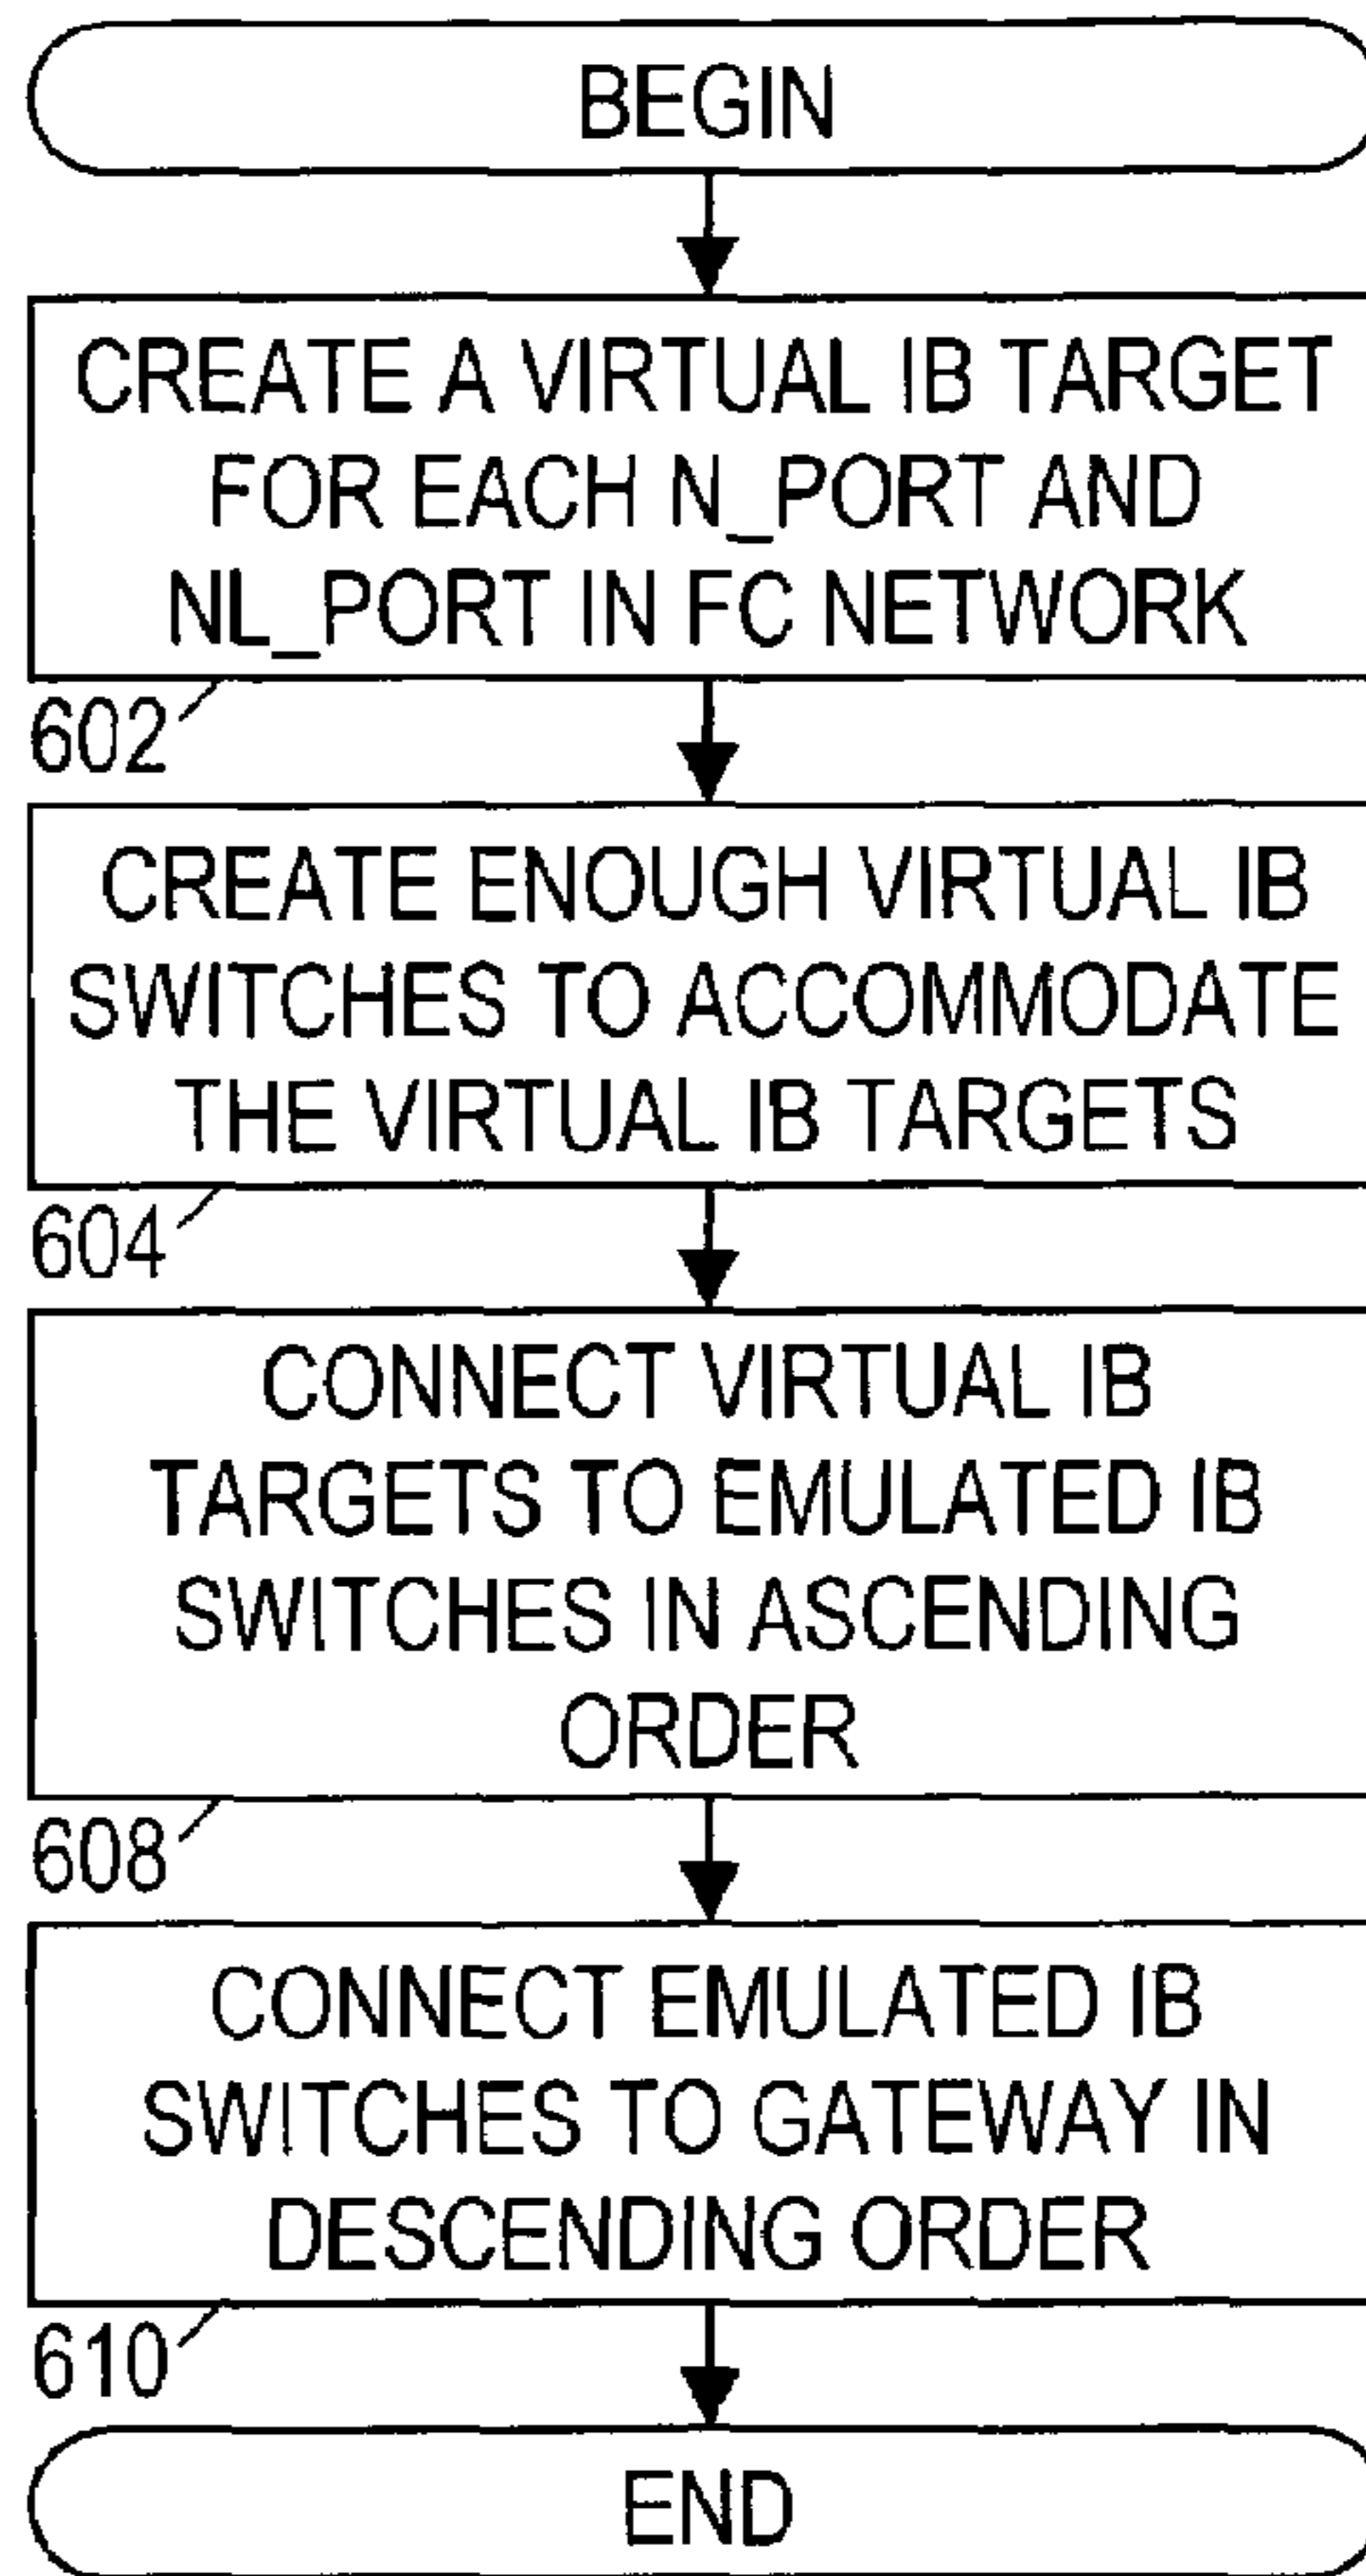 BEGIN
CREATE A VIRTUAL IB TARGET
FOR EACH N_PORT AND
NL_PORT IN FC NETWORK
602
CREATE ENOUGH VIRTUAL IB
SWITCHES TO ACCOMMODATE
THE VIRTUAL IB TARGETS
604
CONNECT VIRTUAL IB
TARGETS TO EMULATED IB
SWITCHES IN ASCENDING
ORDER
608
CONNECT EMULATED IB
SWITCHES TO GATEWAY IN
DESCENDING ORDER
610
END